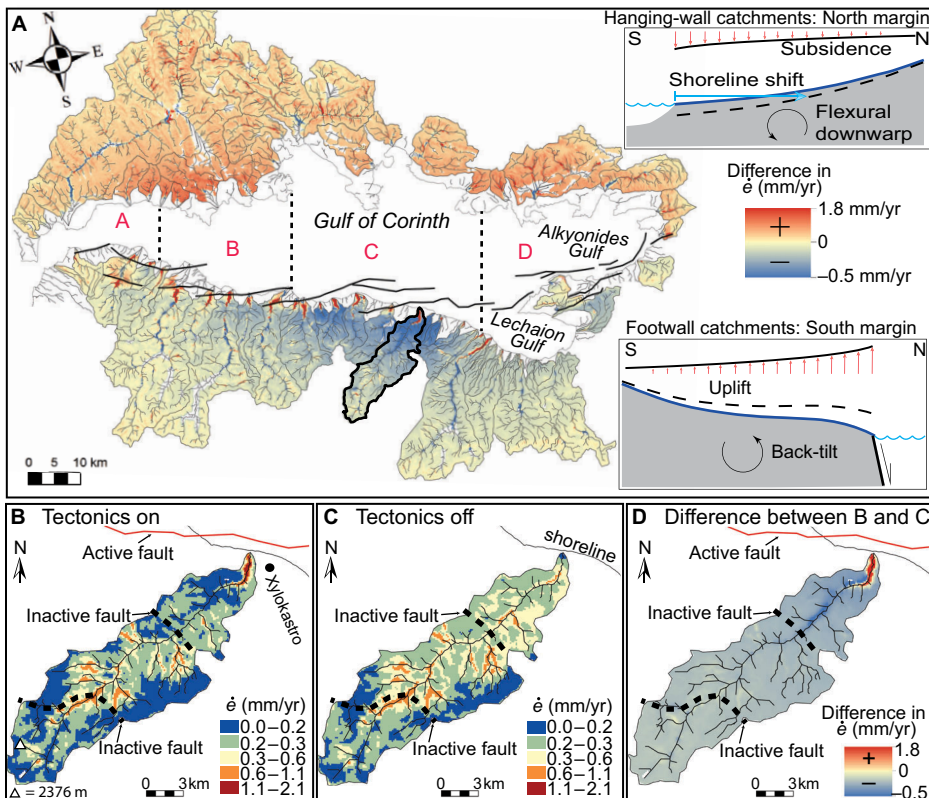 A
N
W
E
S
Hanging-wall catchments: North margin
S
N
Subsidence
Shoreline shift
Flexural
downwarp
Difference in
ė (mm/yr)
1.8 mm/yr
+
0
−
−0.5 mm/yr
A
B
Gulf of Corinth
C
D
Alkyonides
Gulf
Lechaion
Gulf
0 5 10 km
Footwall catchments: South margin
S
N
Uplift
Back-tilt
B Tectonics on
N
Active fault
Xylokastro
Inactive fault
Inactive fault
ė (mm/yr)
0.0–0.2
0.2–0.3
0.3–0.6
0.6–1.1
1.1–2.1
△ = 2376 m
0 3km
C Tectonics off
N
shoreline
Inactive fault
Inactive fault
ė (mm/yr)
0.0–0.2
0.2–0.3
0.3–0.6
0.6–1.1
1.1–2.1
0 3km
D Difference between B and C
N
Active fault
Inactive fault
Inactive fault
Difference in
ė (mm/yr)
1.8
+
−
−0.5
0 3km